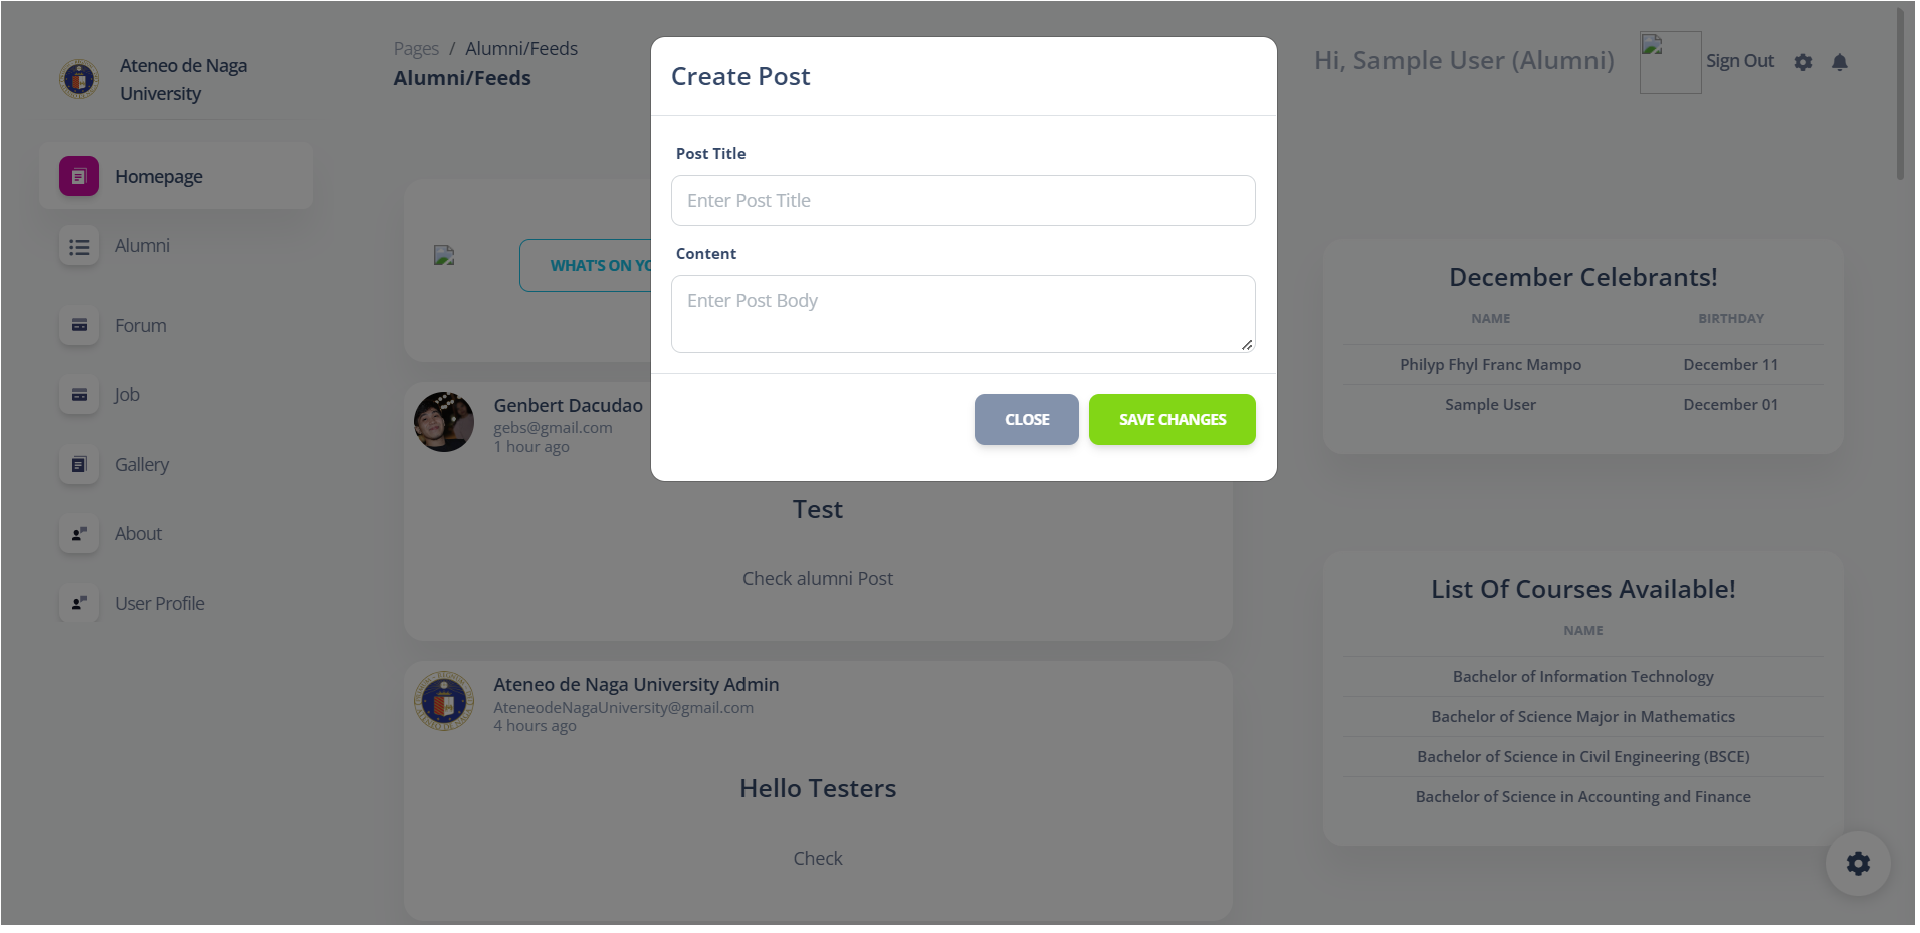 Ateneo de Naga
University
Homepage
Alumni
Forum
Job
Gallery
About
User Profile
Pages / Alumni/Feeds
Alumni/Feeds
Hi, Sample User (Alumni)
Sign Out
WHAT'S ON
Create Post
Post Title
Enter Post Title
Content
Enter Post Body
CLOSE
SAVE CHANGES
Genbert Dacudao
gebs@gmail.com
1 hour ago
Test
Check alumni Post
Ateneo de Naga University Admin
AteneodeNagaUniversity@gmail.com
4 hours ago
Hello Testers
Check
December Celebrants!
NAME BIRTHDAY
Philyp Fhyl Franc Mampo December 11
Sample User December 01
List Of Courses Available!
NAME
Bachelor of Information Technology
Bachelor of Science Major in Mathematics
Bachelor of Science in Civil Engineering (BSCE)
Bachelor of Science in Accounting and Finance